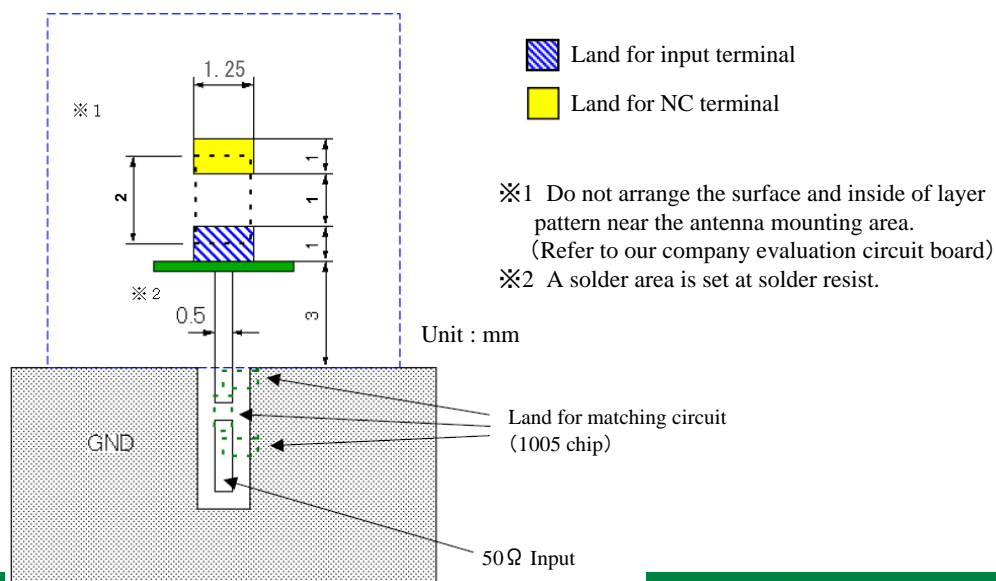 1.25
Land for input terminal
Land for NC terminal
※1
1
2
1
1
※1 Do not arrange the surface and inside of layer
pattern near the antenna mounting area.
(Refer to our company evaluation circuit board)
※2 A solder area is set at solder resist.
※2
0.5
3
Unit : mm
Land for matching circuit
(1005 chip)
GND
50Ω Input